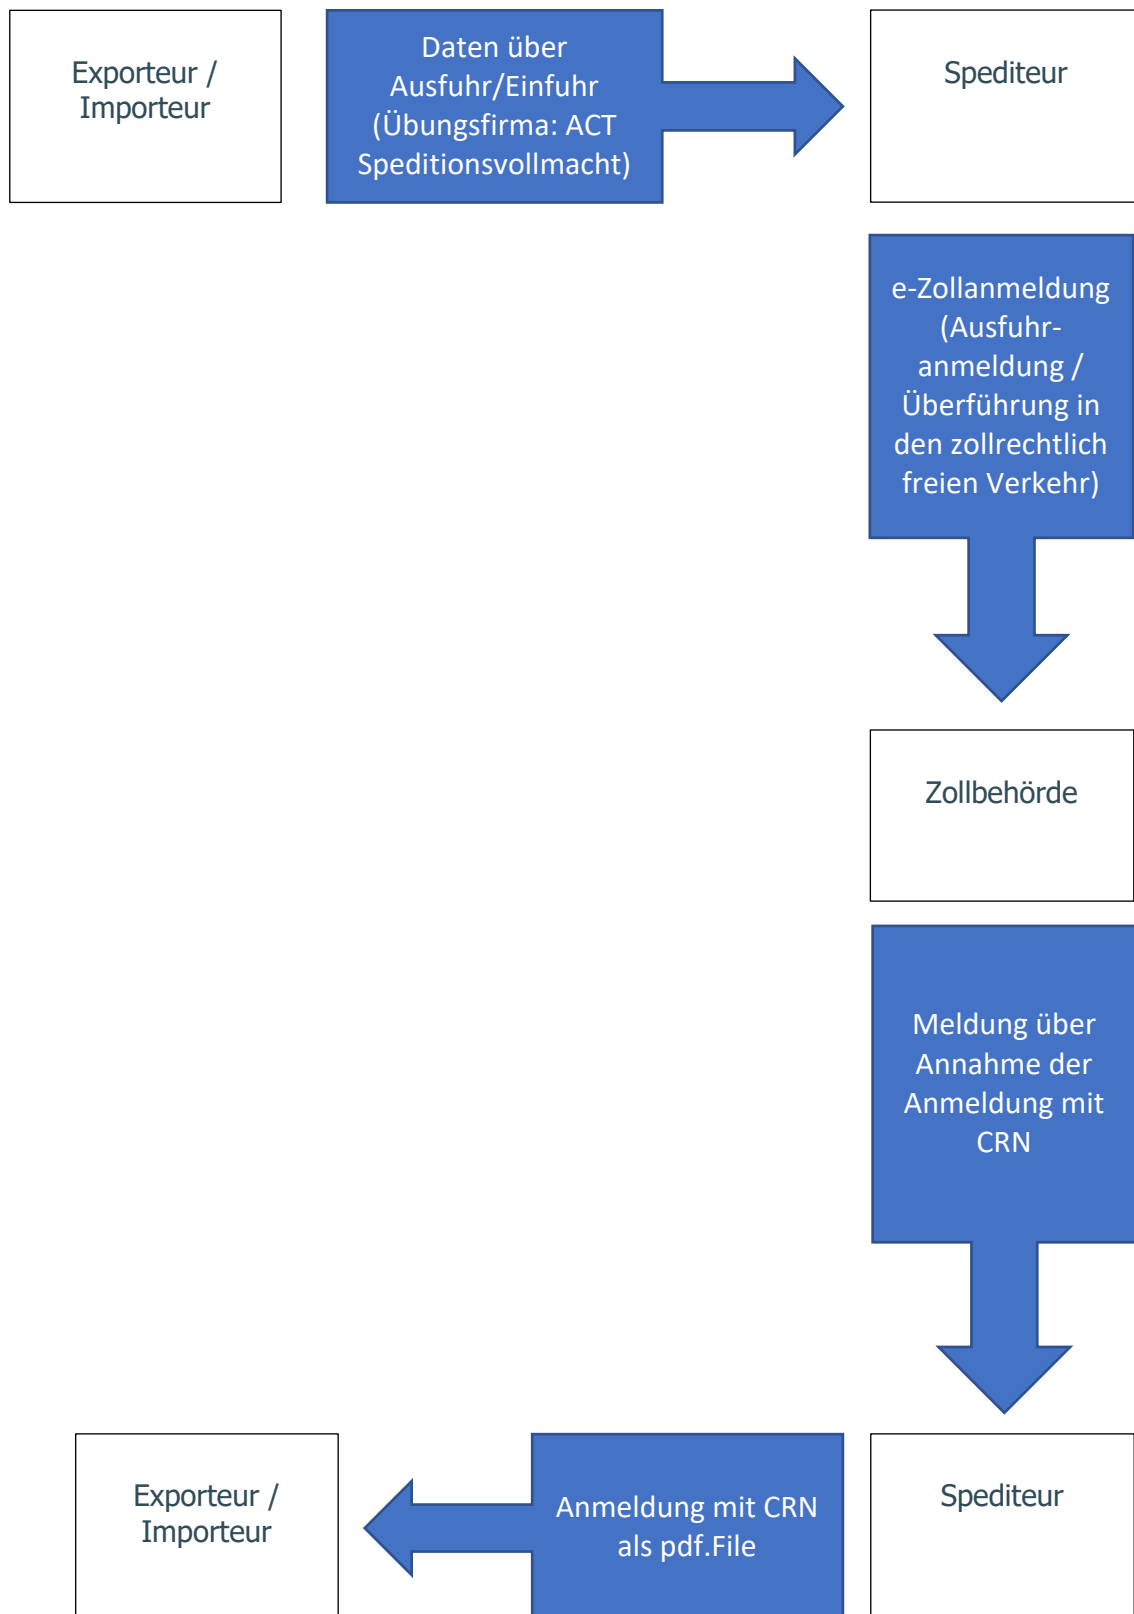 Exporteur /
Importeur
Daten über
Ausfuhr/Einfuhr
(Übungsfirma: ACT
Speditionsvollmacht)
Spediteur
e-Zollanmeldung
(Ausfuhr-
anmeldung /
Überführung in
den zollrechtlich
freien Verkehr)
Zollbehörde
Meldung über
Annahme der
Anmeldung mit
CRN
Exporteur /
Importeur
Anmeldung mit CRN
als pdf.File
Spediteur